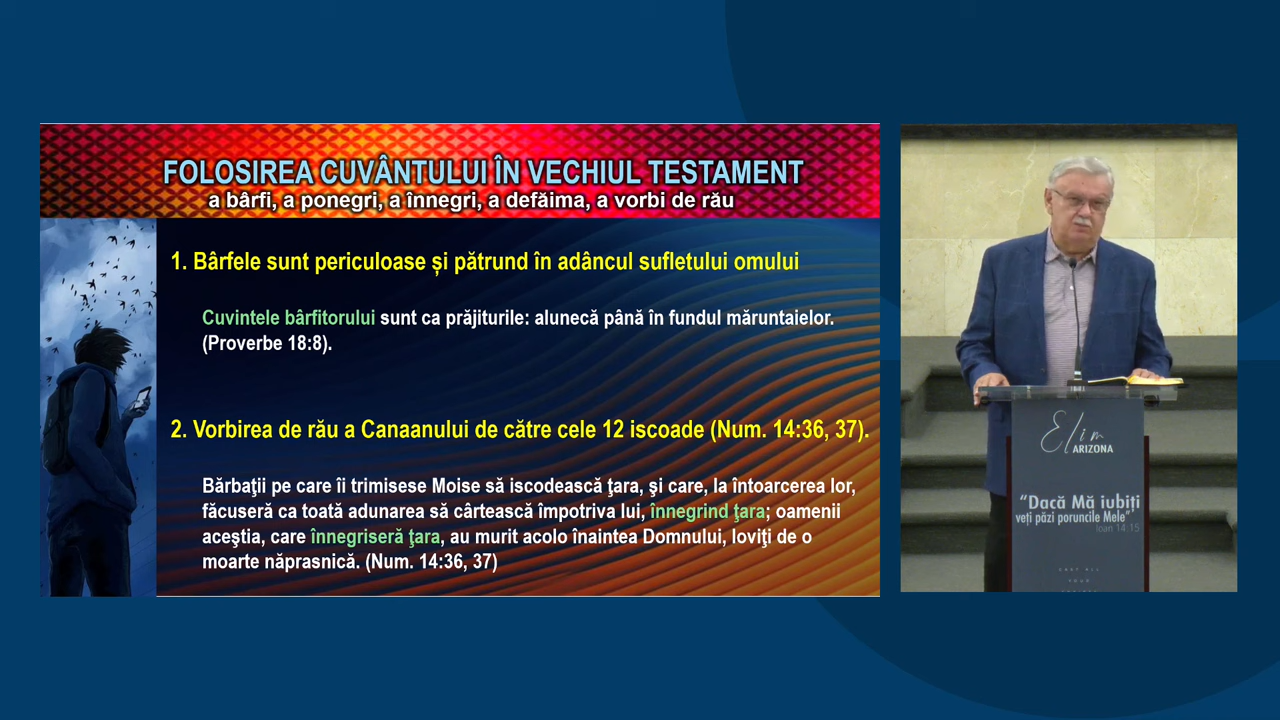 FOLOSIREA CUVÂNTULUI ÎN VECHIUL TESTAMENT
a bârfi, a ponegri, a înnegri, a defăima, a vorbi de rău
1. Bârfele sunt periculoase și pătrund în adâncul sufletului omului
Cuvintele bârfitorului sunt ca prăjiturile: alunecă până în fundul măruntaielor.
(Proverbe 18:8).
2. Vorbirea de rău a Canaanului de către cele 12 iscoade (Num. 14:36, 37).
Bărbaţii pe care îi trimisese Moise să iscodească ţara, şi care, la întoarcerea lor,
făcuseră ca toată adunarea să cârtească împotriva lui, înnegrind ţara; oamenii
aceştia, care înnegriseră ţara, au murit acolo înaintea Domnului, loviţi de o
moarte năprasnică. (Num. 14:36, 37)
Elim
ARIZONA
“Dacă Mă iubiți
veți păzi poruncile Mele”
Ioan 14:15
CAST ALL
YOUR